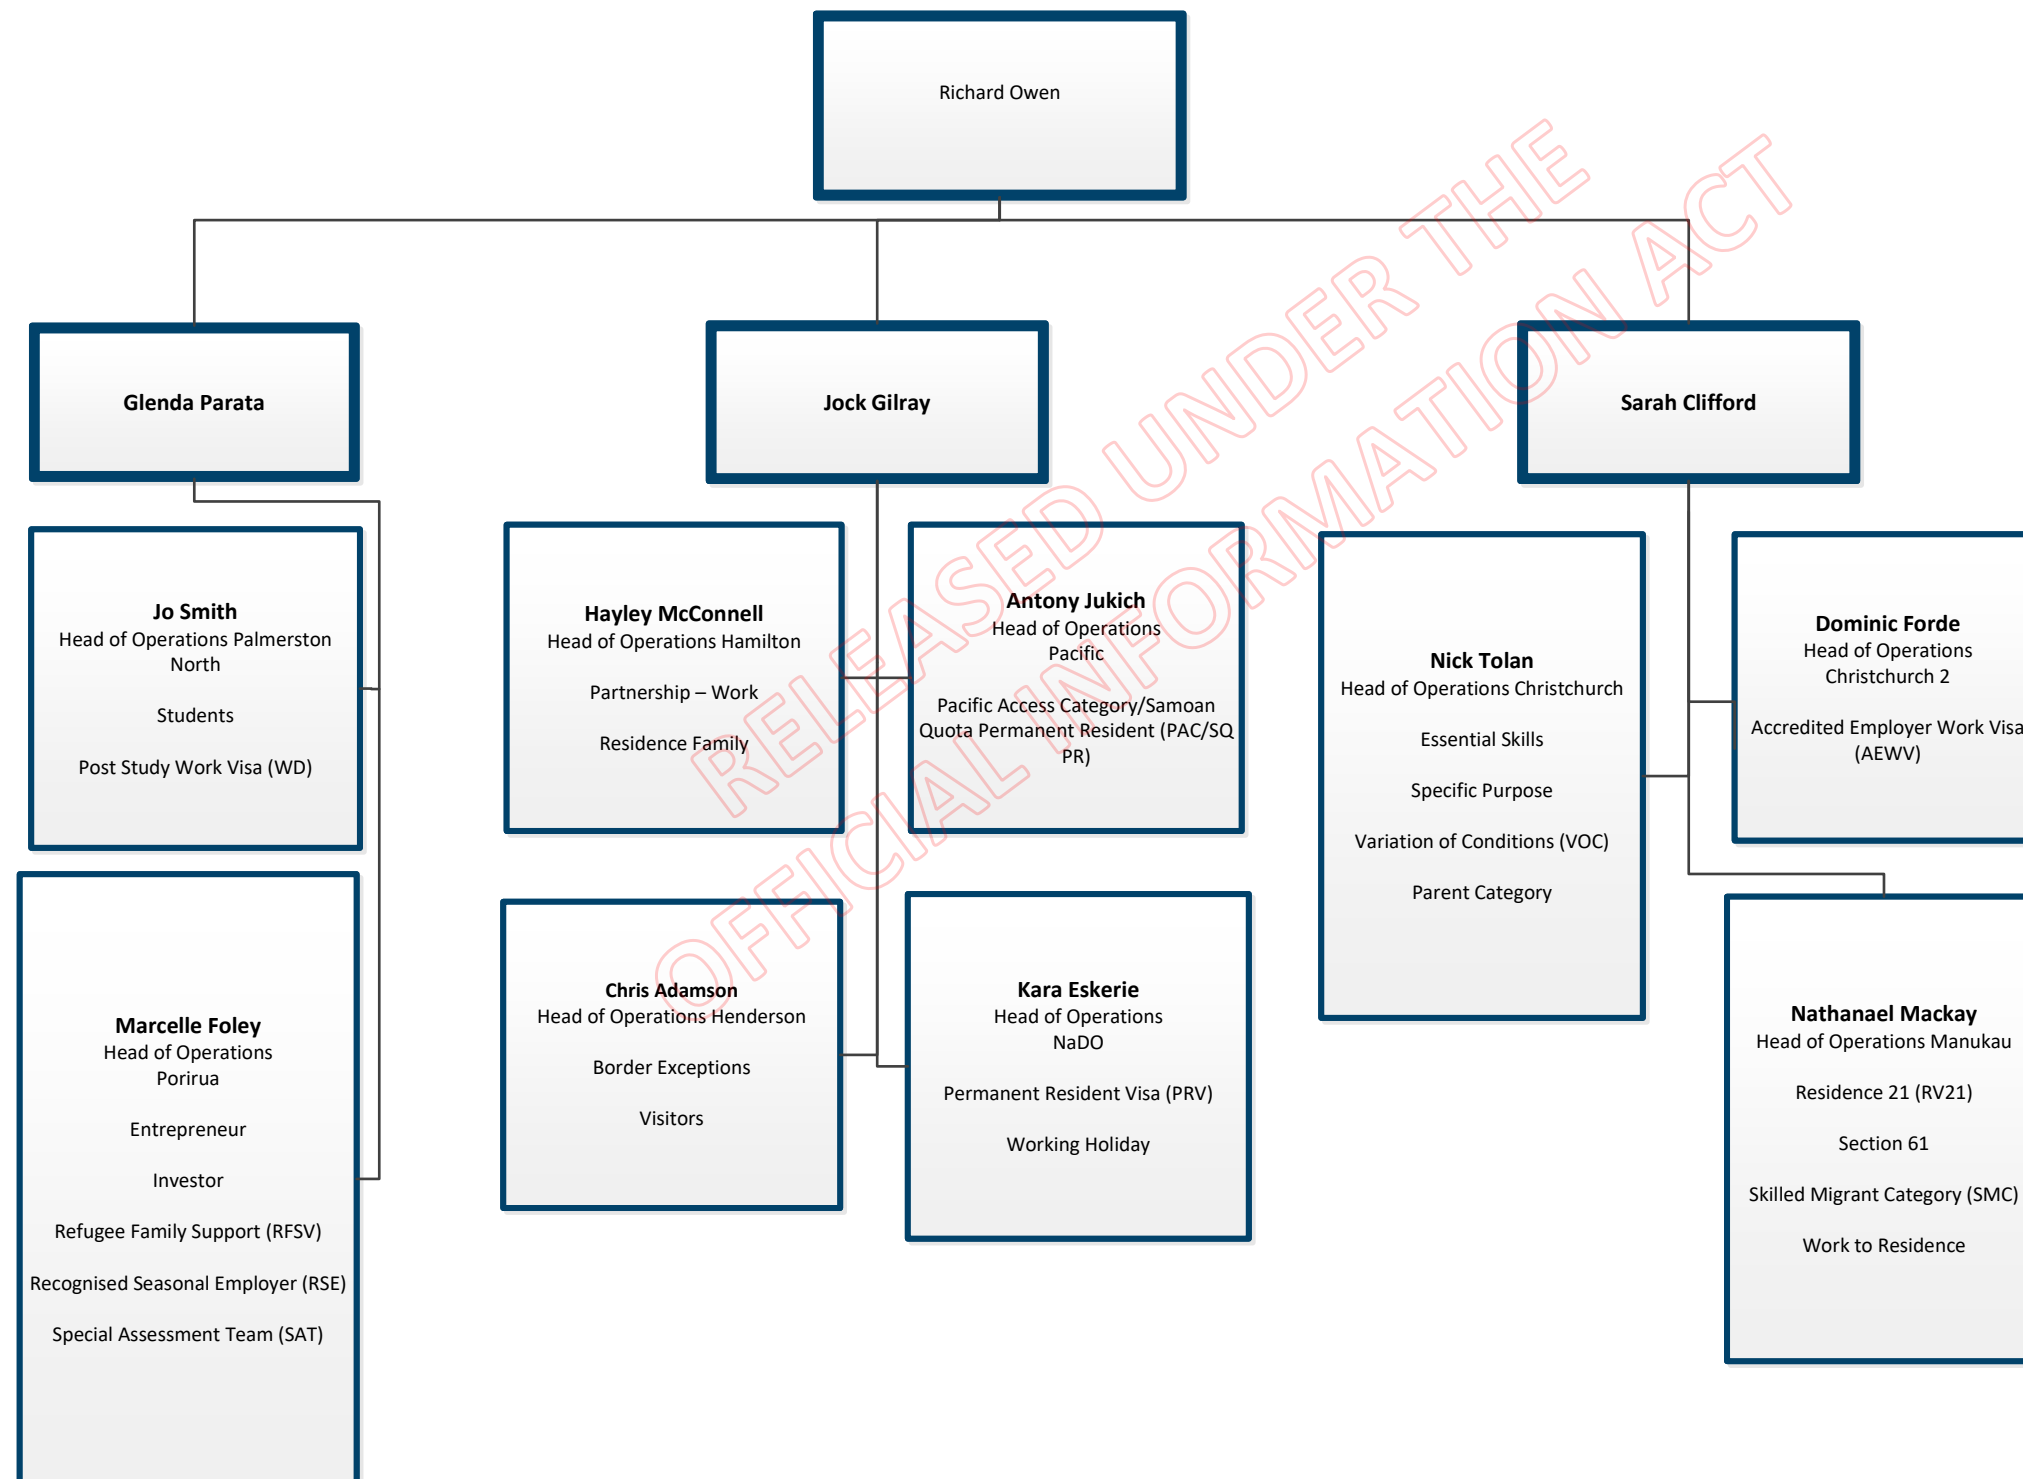 Richard Owen
Glenda Parata
Jock Gilray
Sarah Clifford
Jo Smith
Head of Operations Palmerston
North
Students
Post Study Work Visa (WD)
Marcelle Foley
Head of Operations
Porirua
Entrepreneur
Investor
Refugee Family Support (RFSV)
Recognised Seasonal Employer (RSE)
Special Assessment Team (SAT)
Hayley McConnell
Head of Operations Hamilton
Partnership – Work
Residence Family
Antony Jukich
Head of Operations
Pacific
Pacific Access Category/Samoan
Quota Permanent Resident (PAC/SQ
PR)
Chris Adamson
Head of Operations Henderson
Border Exceptions
Visitors
Kara Eskerie
Head of Operations
NaDO
Permanent Resident Visa (PRV)
Working Holiday
Nick Tolan
Head of Operations Christchurch
Essential Skills
Specific Purpose
Variation of Conditions (VOC)
Parent Category
Dominic Forde
Head of Operations
Christchurch 2
Accredited Employer Work Visa
(AEWV)
Nathanael Mackay
Head of Operations Manukau
Residence 21 (RV21)
Section 61
Skilled Migrant Category (SMC)
Work to Residence
RELEASED UNDER THE
OFFICIAL INFORMATION ACT